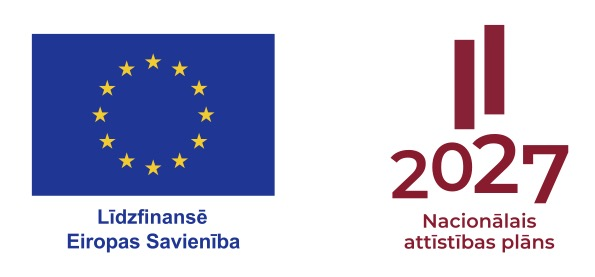 Līdzfinansē
Eiropas Savienība
2027
Nacionālais
attīstības plāns